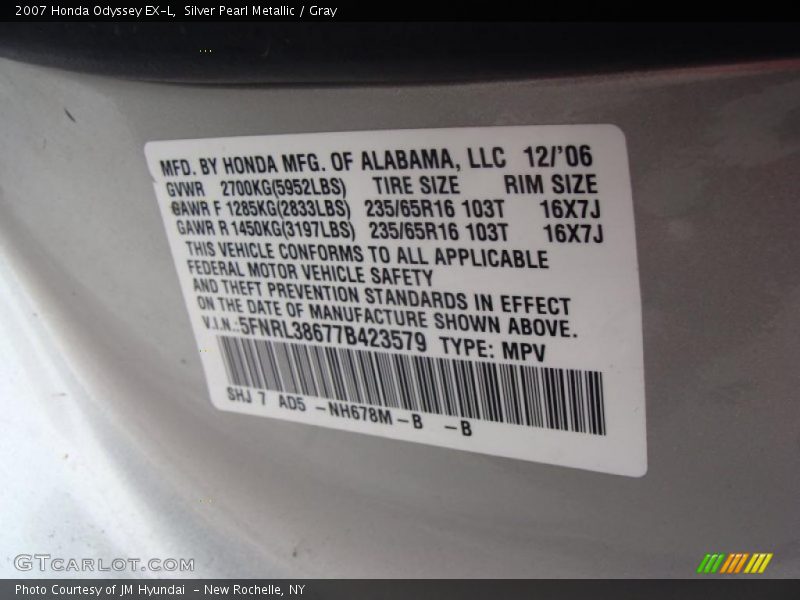 2007 Honda Odyssey EX-L, Silver Pearl Metallic / Gray
MFD. BY HONDA MFG. OF ALABAMA, LLC 12/'06
GVWR 2700KG(5952LBS) TIRE SIZE RIM SIZE
GAWR F 1285KG(2833LBS) 235/65R16 103T 16X7J
GAWR R 1450KG(3197LBS) 235/65R16 103T 16X7J
THIS VEHICLE CONFORMS TO ALL APPLICABLE
FEDERAL MOTOR VEHICLE SAFETY
AND THEFT PREVENTION STANDARDS IN EFFECT
ON THE DATE OF MANUFACTURE SHOWN ABOVE.
V.I.N.:5FNRL38677B423579 TYPE: MPV
SHJ 7 AD5 -NH678M-B -B
GTCARLOT.COM
Photo Courtesy of JM Hyundai - New Rochelle, NY